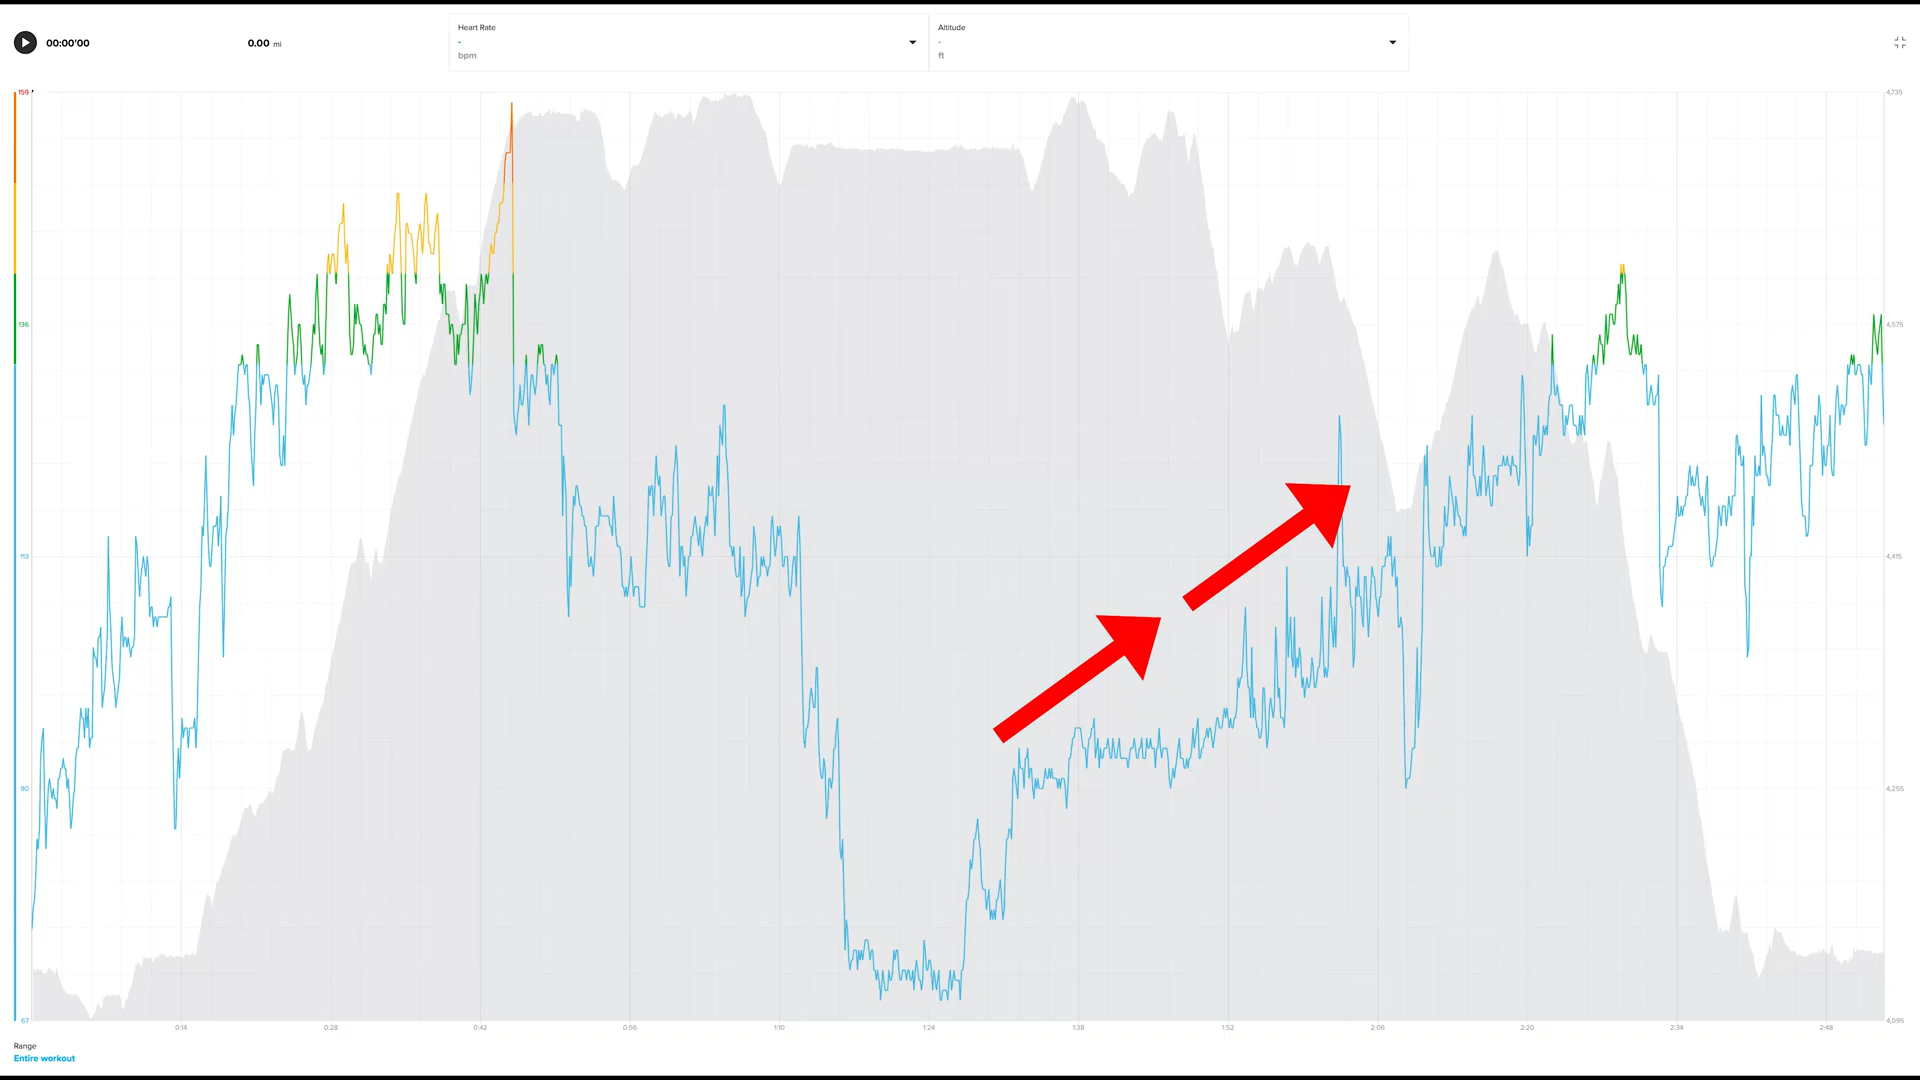 Heart Rate
-
bpm
Altitude
-
ft
00:00'00
0.00 mi
159
136
113
90
67
4,735
4,575
4,415
4,255
4,095
0:14 0:28 0:42 0:56 1:10 1:24 1:38 1:52 2:06 2:20 2:34 2:48
Range
Entire workout